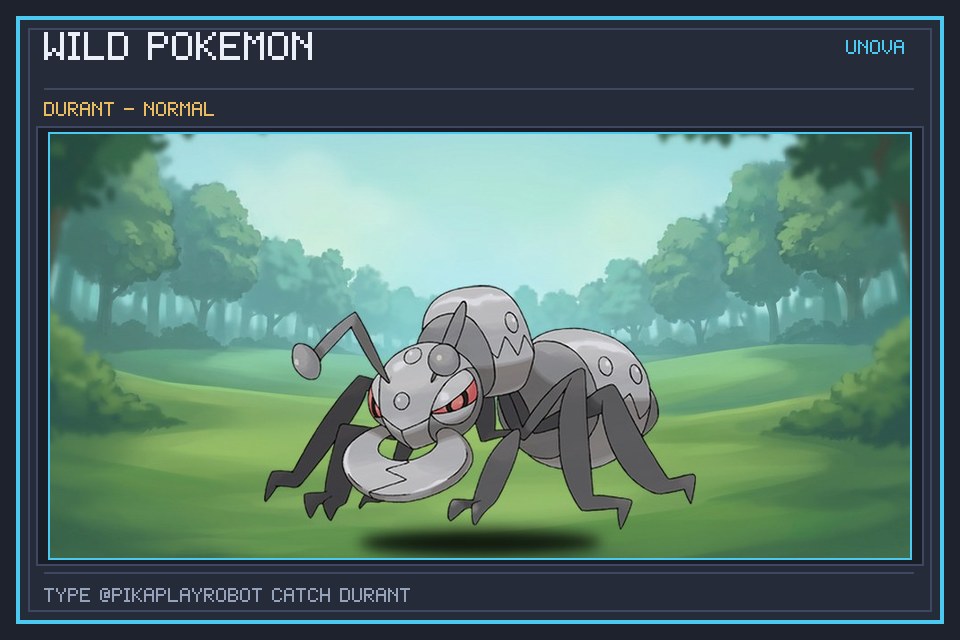 WILD POKEMON
UNOVA
DURANT - NORMAL
TYPE @PIKAPLAYROBOT CATCH DURANT